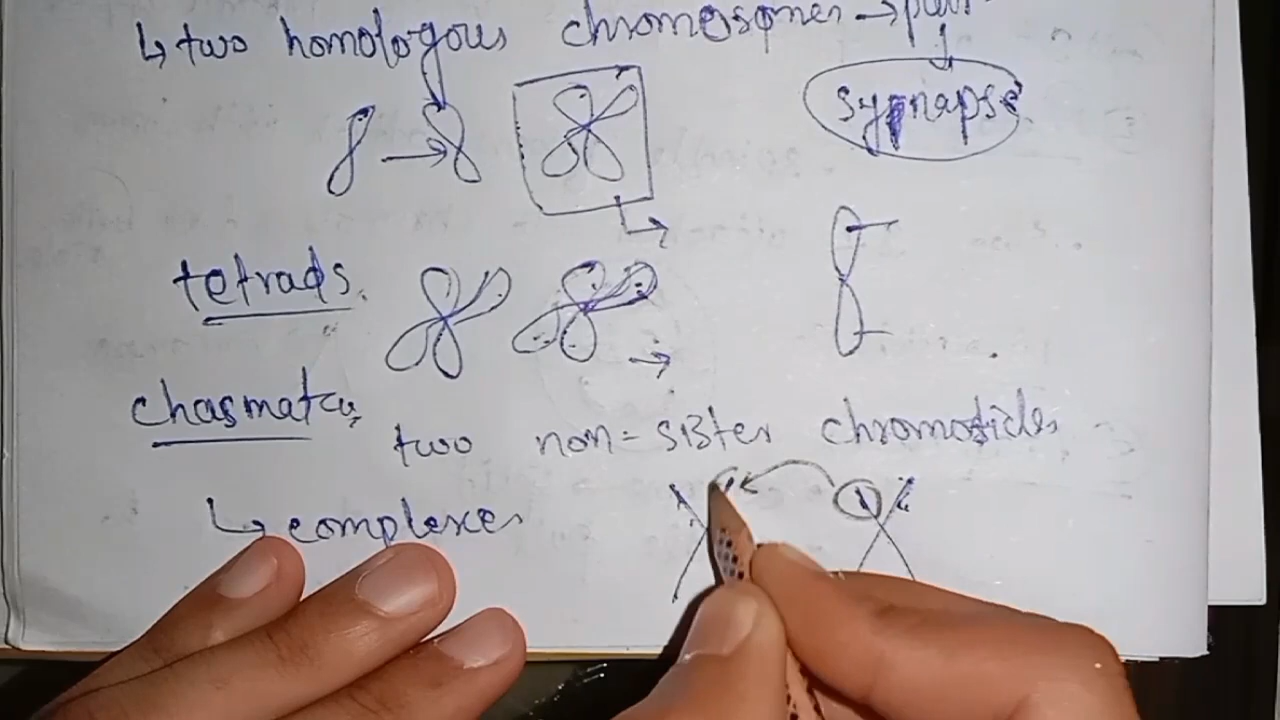 ↳ two homologous chromosomes →
synapse
tetrads
chasmata,
two non=sister chromatids
↳ complexes